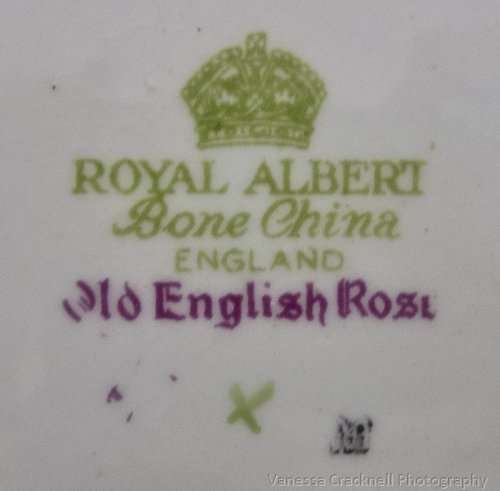 ROYAL ALBERT
Bone China
ENGLAND
Old English Rose
X
Vanessa Cracknell Photography